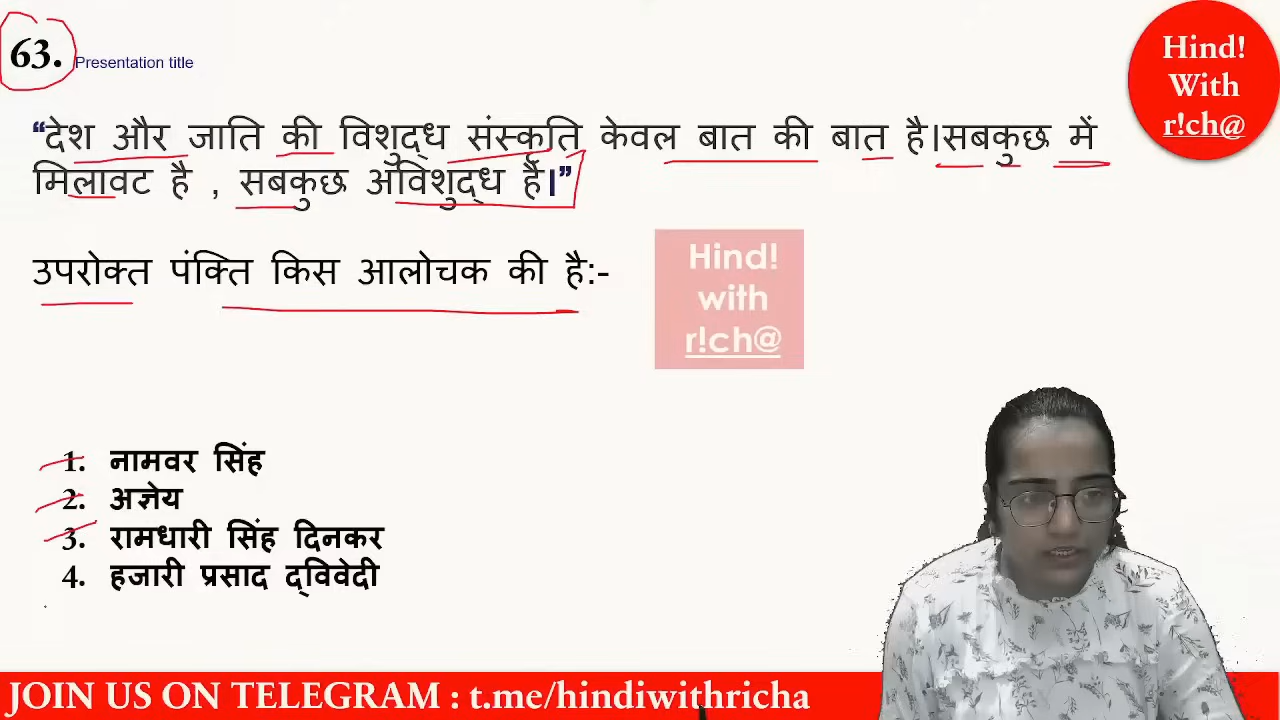 63.
Presentation title
Hind!
With
r!ch@
“देश और जाति की विशुद्ध संस्कृति केवल बात की बात है।सबकुछ में
मिलावट है , सबकुछ अविशुद्ध है।”
उपरोक्त पंक्ति किस आलोचक की है:-
Hind!
with
r!ch@
1. नामवर सिंह
2. अज्ञेय
3. रामधारी सिंह दिनकर
4. हजारी प्रसाद द्विवेदी
JOIN US ON TELEGRAM : t.me/hindiwithricha